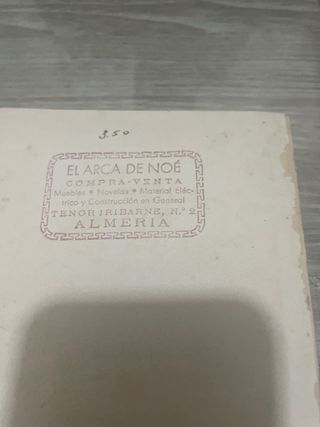 3.50
EL ARCA DE NOÉ
COMPRA-VENTA
Muebles * Novelas * Material Eléc-
trico y Construcción en General
TENOR IRIBARNE, N.º 2
ALMERIA